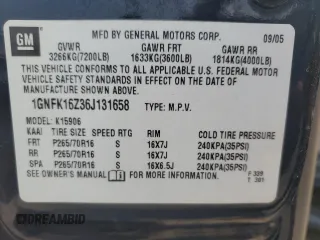 GM
MFD BY GENERAL MOTORS CORP. 09/05
GVWR GAWR FRT GAWR RR
3266KG(7200LB) 1633KG(3600LB) 1814KG(4000LB)
THIS VEHICLE CONFORMS TO ALL APPLICABLE U.S. FEDERAL MOTOR
VEHICLE SAFETY STANDARDS IN EFFECT ON THE DATE OF
MANUFACTURE SHOWN ABOVE.
1GNFK16Z36J131658 TYPE: M.P.V.
MODEL: K15906
KAAI TIRE SIZE SPEED RTG RIM COLD TIRE PRESSURE
FRT P265/70R16 S 16X7J 240KPA(35PSI)
RR P265/70R16 S 16X7J 240KPA(35PSI)
SPA P265/70R16 S 16X6.5J 240KPA(35PSI)
SEE OWNER'S MANUAL FOR MORE INFORMATION.
DREAMBID